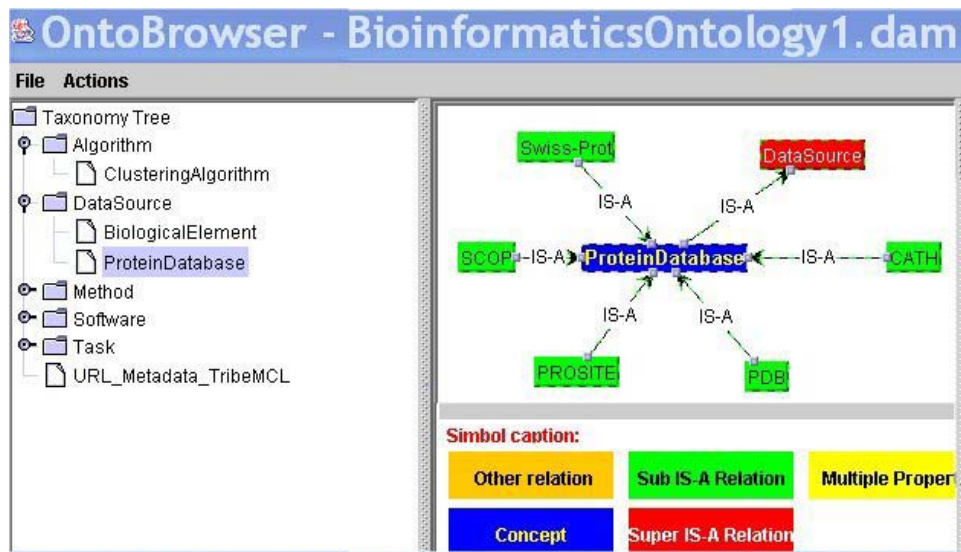 OntoBrowser - BioinformaticsOntology1.dam
File Actions
Taxonomy Tree
Algorithm
ClusteringAlgorithm
DataSource
BiologicalElement
ProteinDatabase
Method
Software
Task
URL_Metadata_TribeMCL
Swiss-Prot
DataSource
IS-A
IS-A
SCOP
IS-A
ProteinDatabase
IS-A
CATH
IS-A
IS-A
PROSITE
PDB
Simbol caption:
Other relation
Sub IS-A Relation
Multiple Proper
Concept
Super IS-A Relation